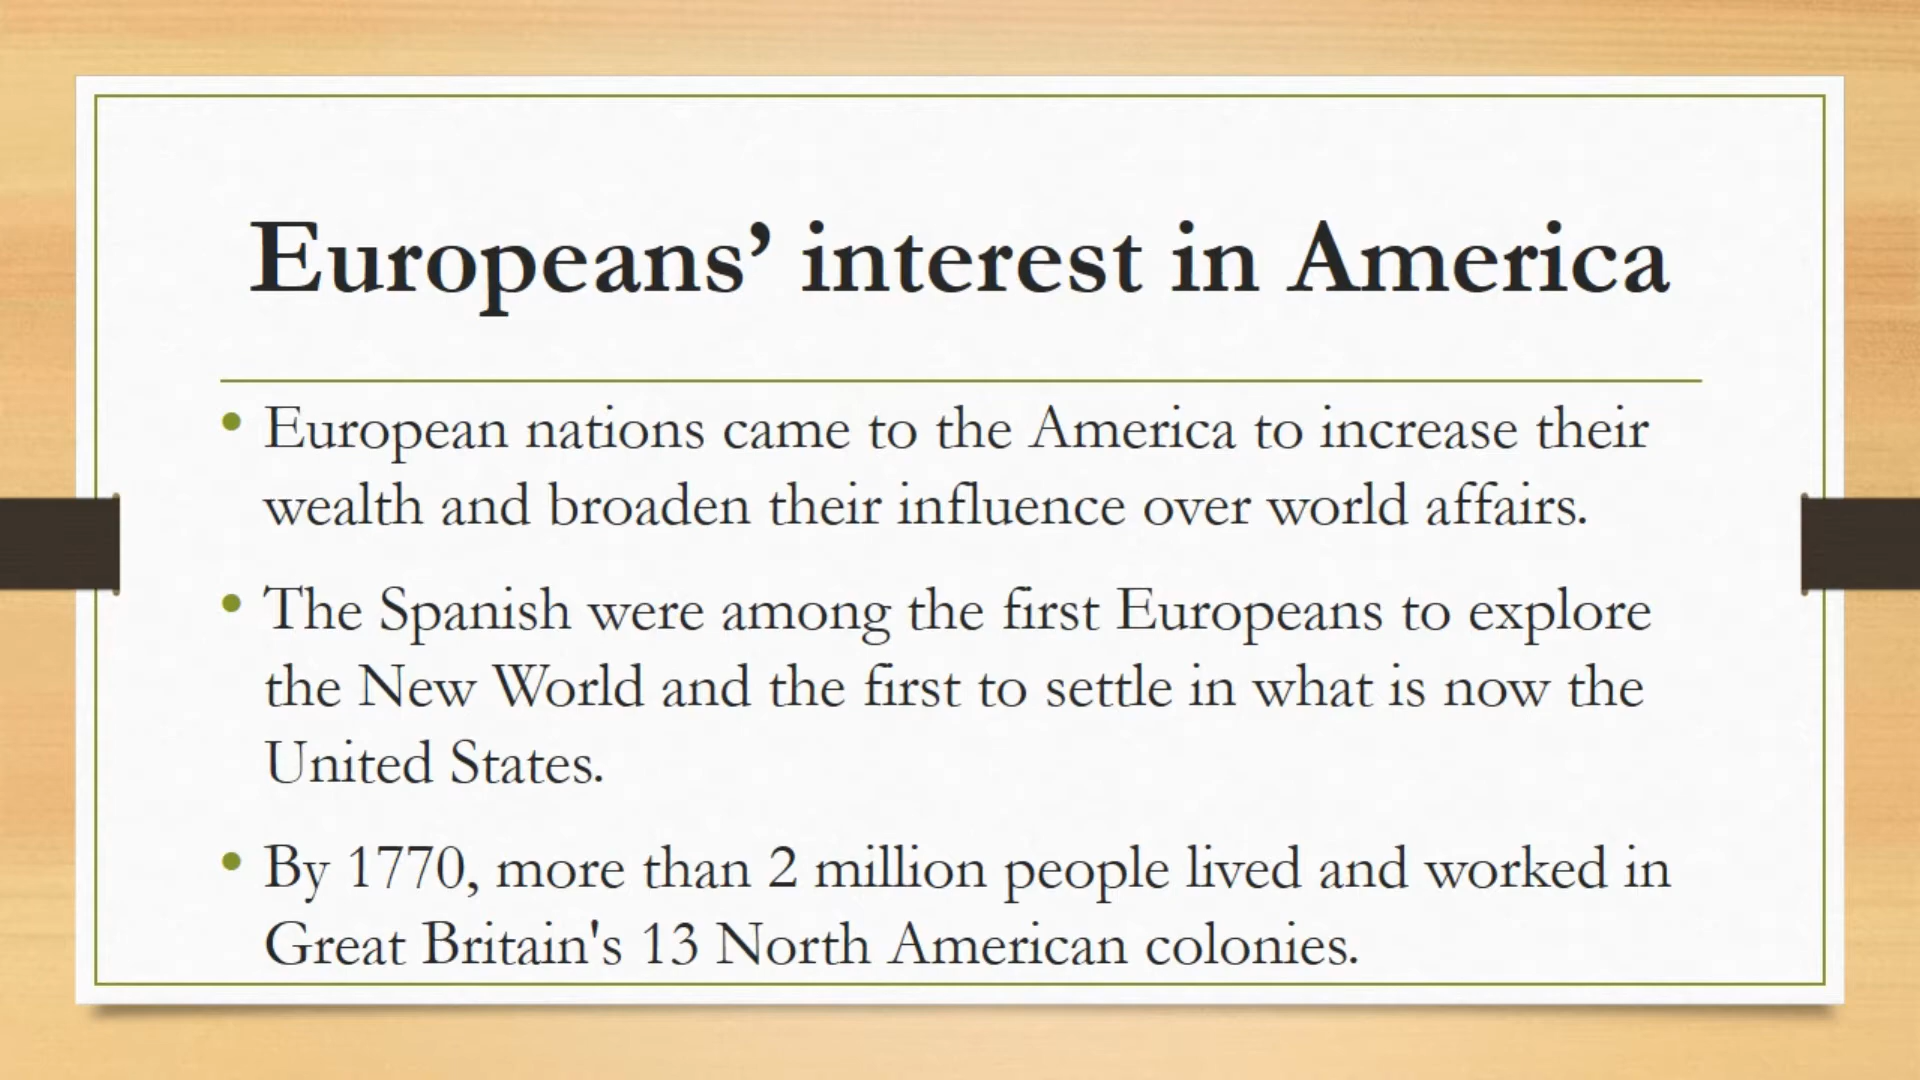 Europeans’ interest in America
• European nations came to the America to increase their
wealth and broaden their influence over world affairs.
• The Spanish were among the first Europeans to explore
the New World and the first to settle in what is now the
United States.
• By 1770, more than 2 million people lived and worked in
Great Britain's 13 North American colonies.